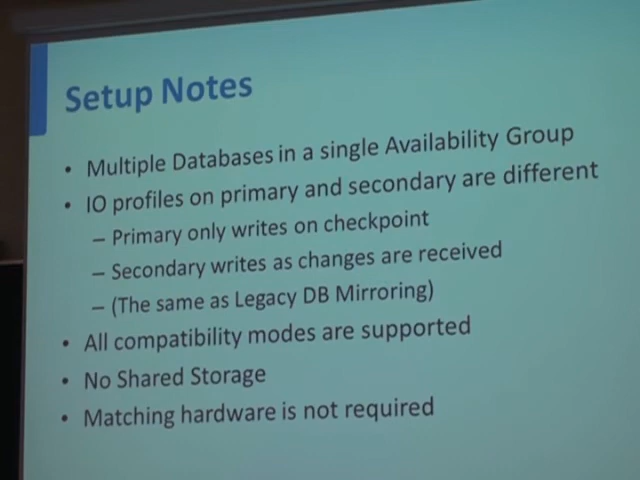 Setup Notes
• Multiple Databases in a single Availability Group
• IO profiles on primary and secondary are different
– Primary only writes on checkpoint
– Secondary writes as changes are received
– (The same as Legacy DB Mirroring)
• All compatibility modes are supported
• No Shared Storage
• Matching hardware is not required